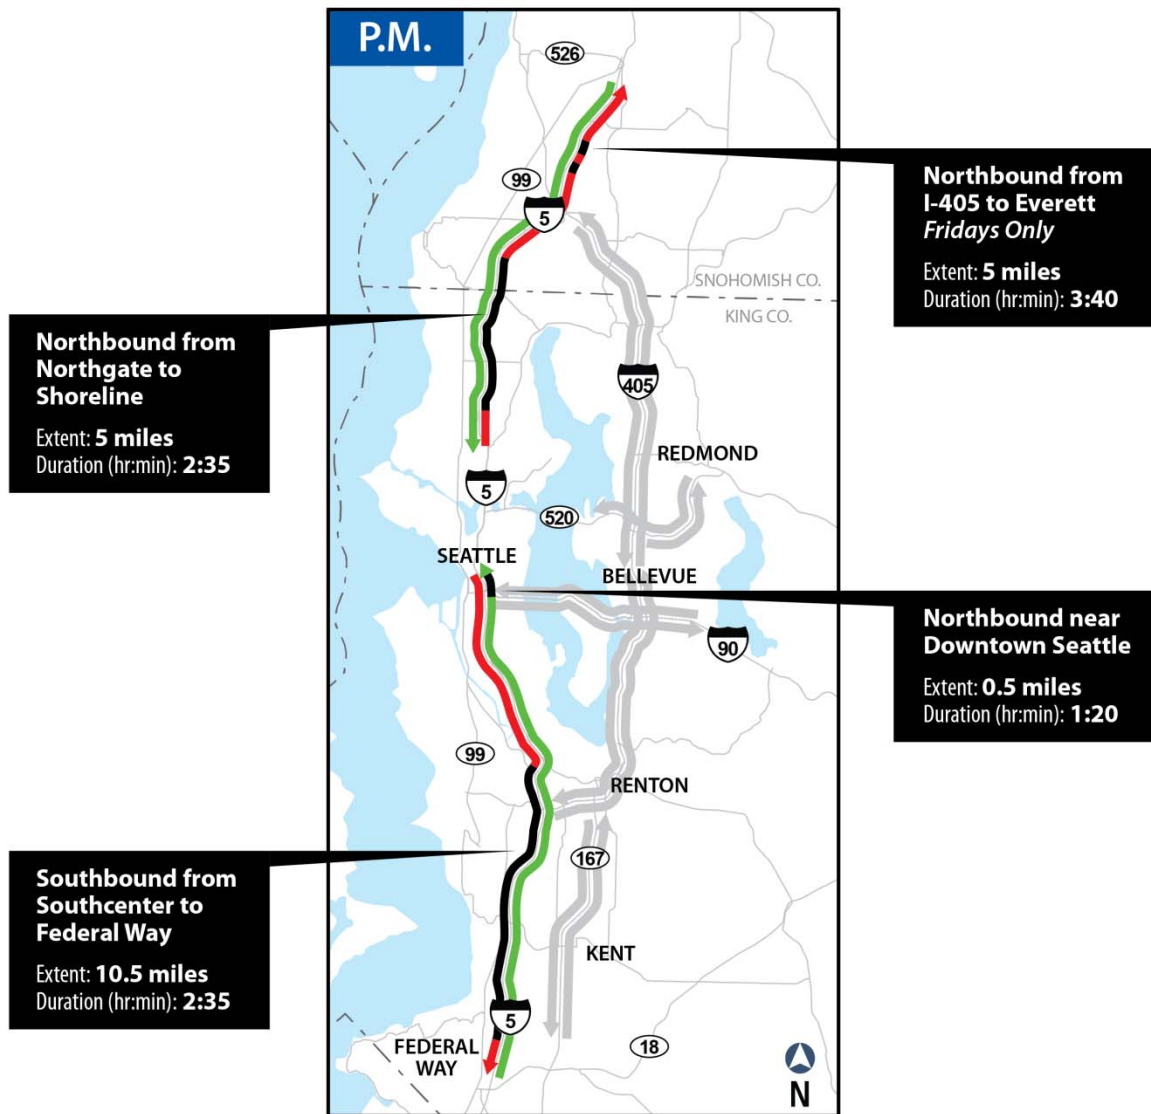 P.M.
526
99
5
Northbound from
I-405 to Everett
Fridays Only
Extent: 5 miles
Duration (hr:min): 3:40
SNOHOMISH CO.
KING CO.
Northbound from
Northgate to
Shoreline
Extent: 5 miles
Duration (hr:min): 2:35
405
REDMOND
5
520
SEATTLE
BELLEVUE
Northbound near
Downtown Seattle
Extent: 0.5 miles
Duration (hr:min): 1:20
90
99
RENTON
167
Southbound from
Southcenter to
Federal Way
Extent: 10.5 miles
Duration (hr:min): 2:35
KENT
5
FEDERAL
WAY
18
N